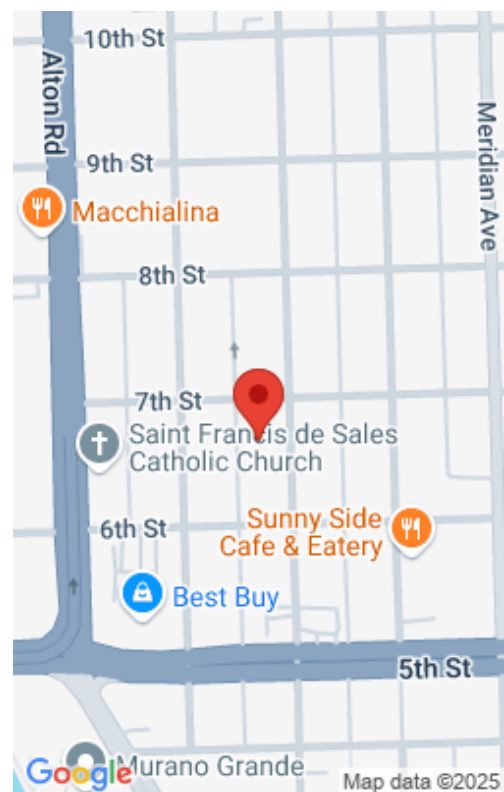 10th St
Alton Rd
Meridian Ave
9th St
Macchialina
8th St
7th St
Saint Francis de Sales
Catholic Church
6th St
Sunny Side
Cafe & Eatery
Best Buy
5th St
Murano Grande
Google
Map data ©2025